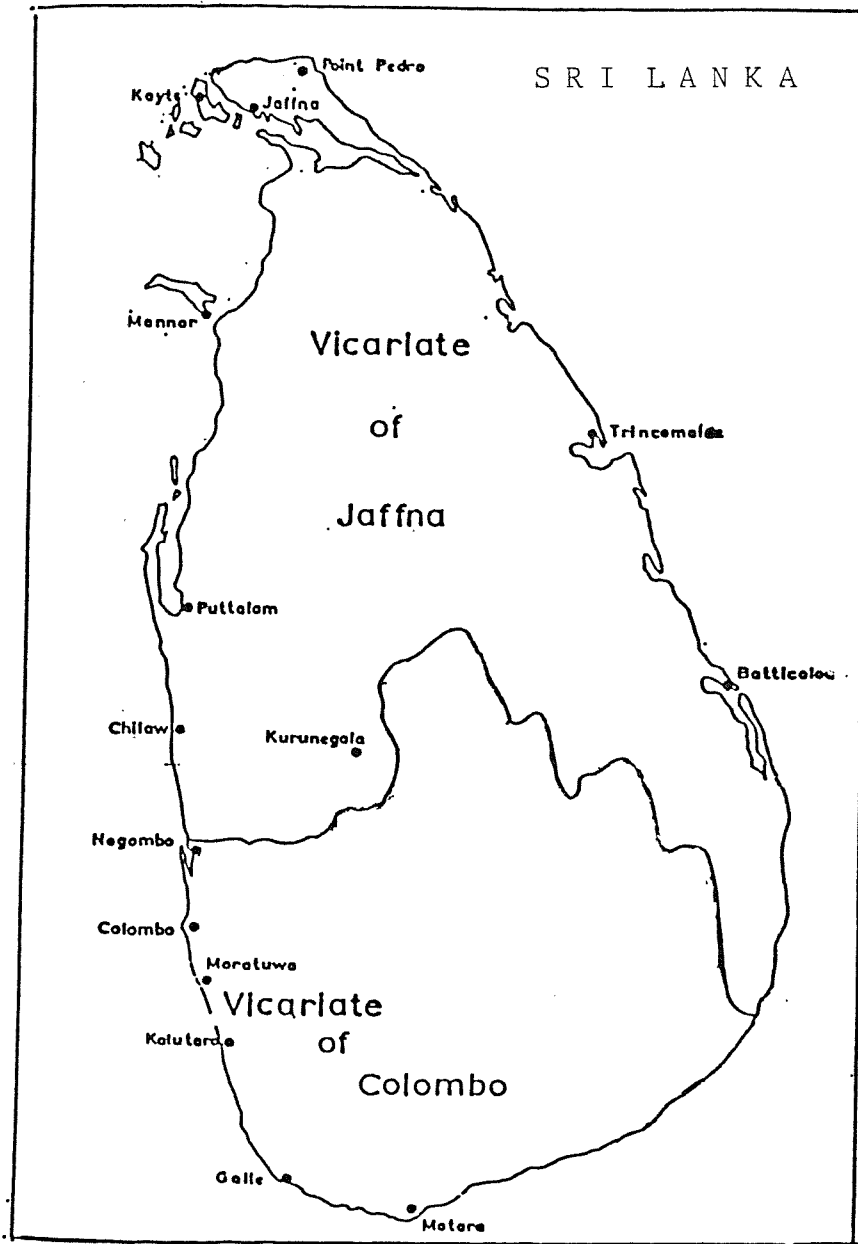 SRI LANKA
Point Pedro
Kayts
Jaffna
Mannar
Vicariate
of
Jaffna
Trincomalee
Puttalam
Batticaloa
Chilaw
Kurunegala
Negombo
Colombo
Moratuwa
Vicariate
of
Colombo
Kalutara
Galle
Matara